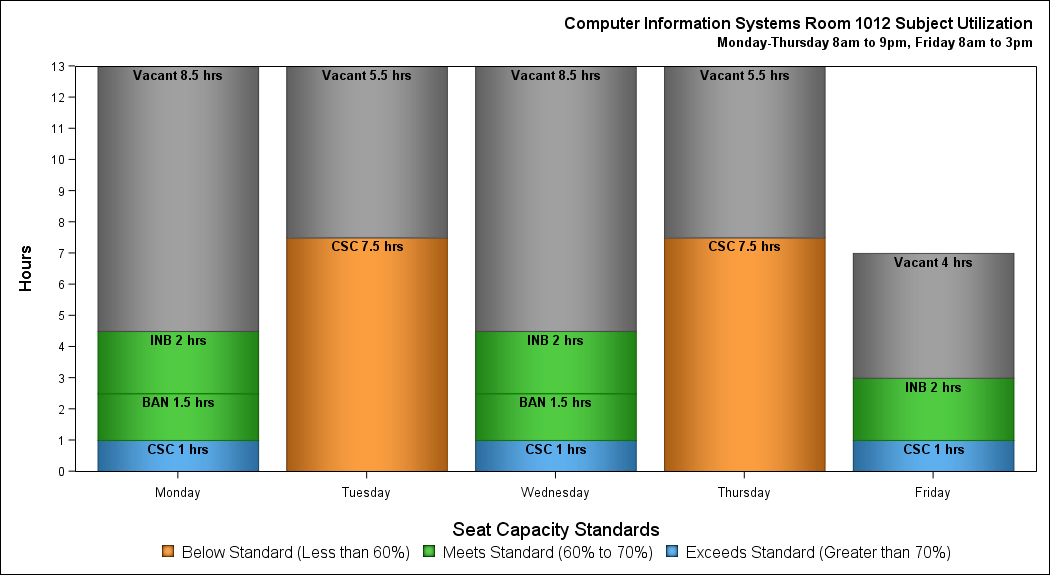 Computer Information Systems Room 1012 Subject Utilization
Monday-Thursday 8am to 9pm, Friday 8am to 3pm
Hours
13
12
11
10
9
8
7
6
5
4
3
2
1
0
Vacant 8.5 hrs
INB 2 hrs
BAN 1.5 hrs
CSC 1 hrs
Vacant 5.5 hrs
CSC 7.5 hrs
Vacant 8.5 hrs
INB 2 hrs
BAN 1.5 hrs
CSC 1 hrs
Vacant 5.5 hrs
CSC 7.5 hrs
Vacant 4 hrs
INB 2 hrs
CSC 1 hrs
Monday Tuesday Wednesday Thursday Friday
Seat Capacity Standards
Below Standard (Less than 60%) Meets Standard (60% to 70%) Exceeds Standard (Greater than 70%)